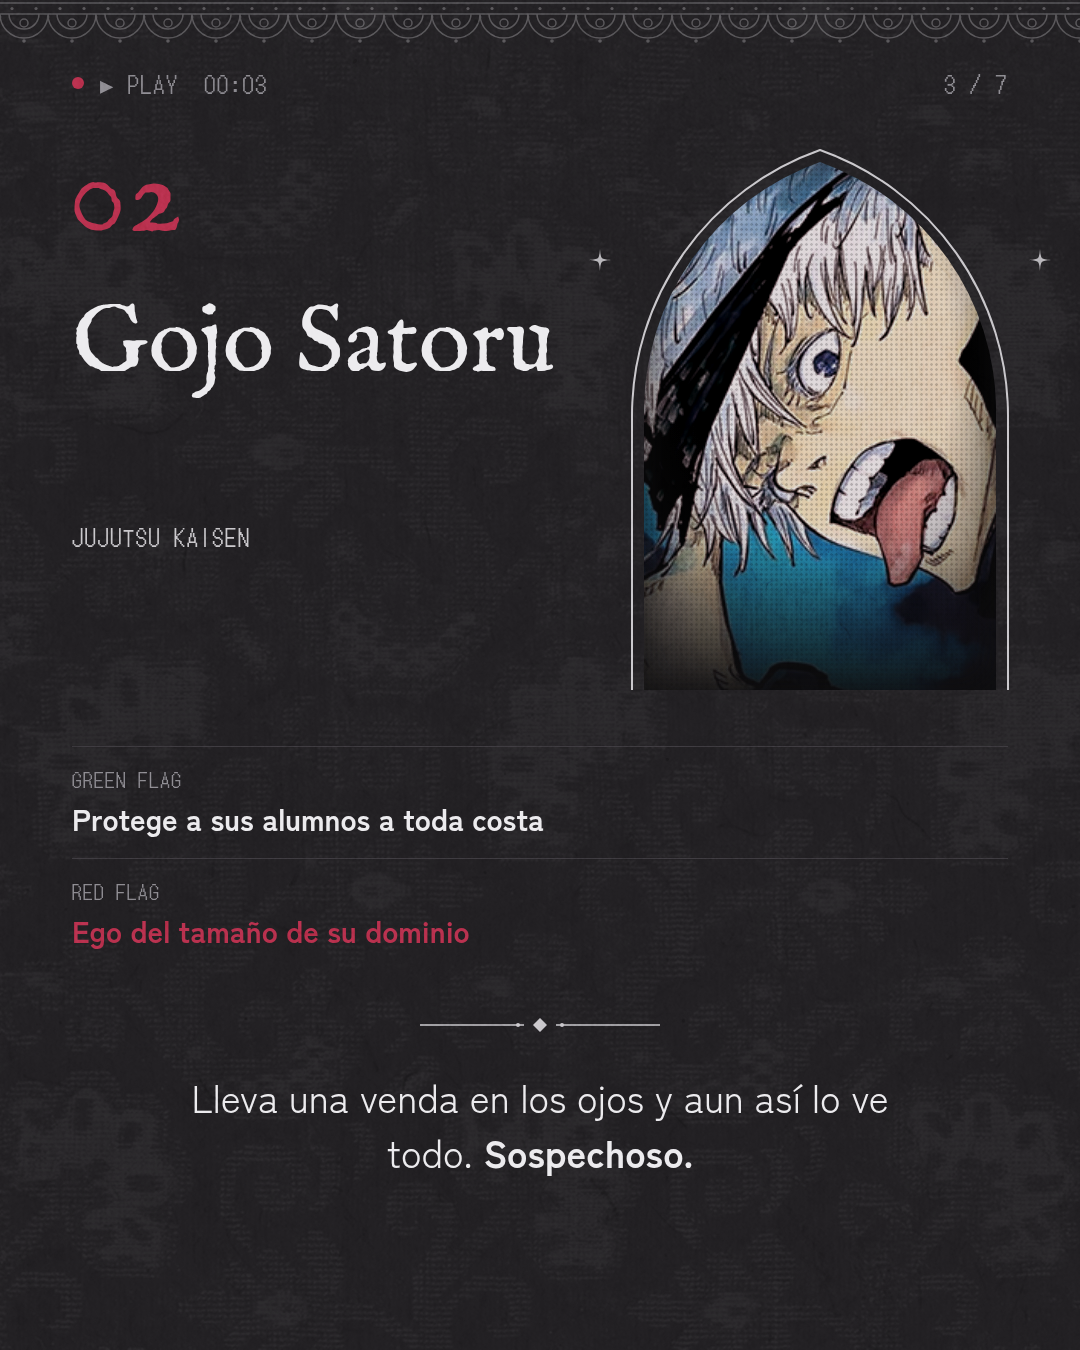 ▶ PLAY 00:03
3 / 7
02
Gojo Satoru
JUJUTSU KAISEN
GREEN FLAG
Protege a sus alumnos a toda costa
RED FLAG
Ego del tamaño de su dominio
Lleva una venda en los ojos y aun así lo ve
todo. Sospechoso.